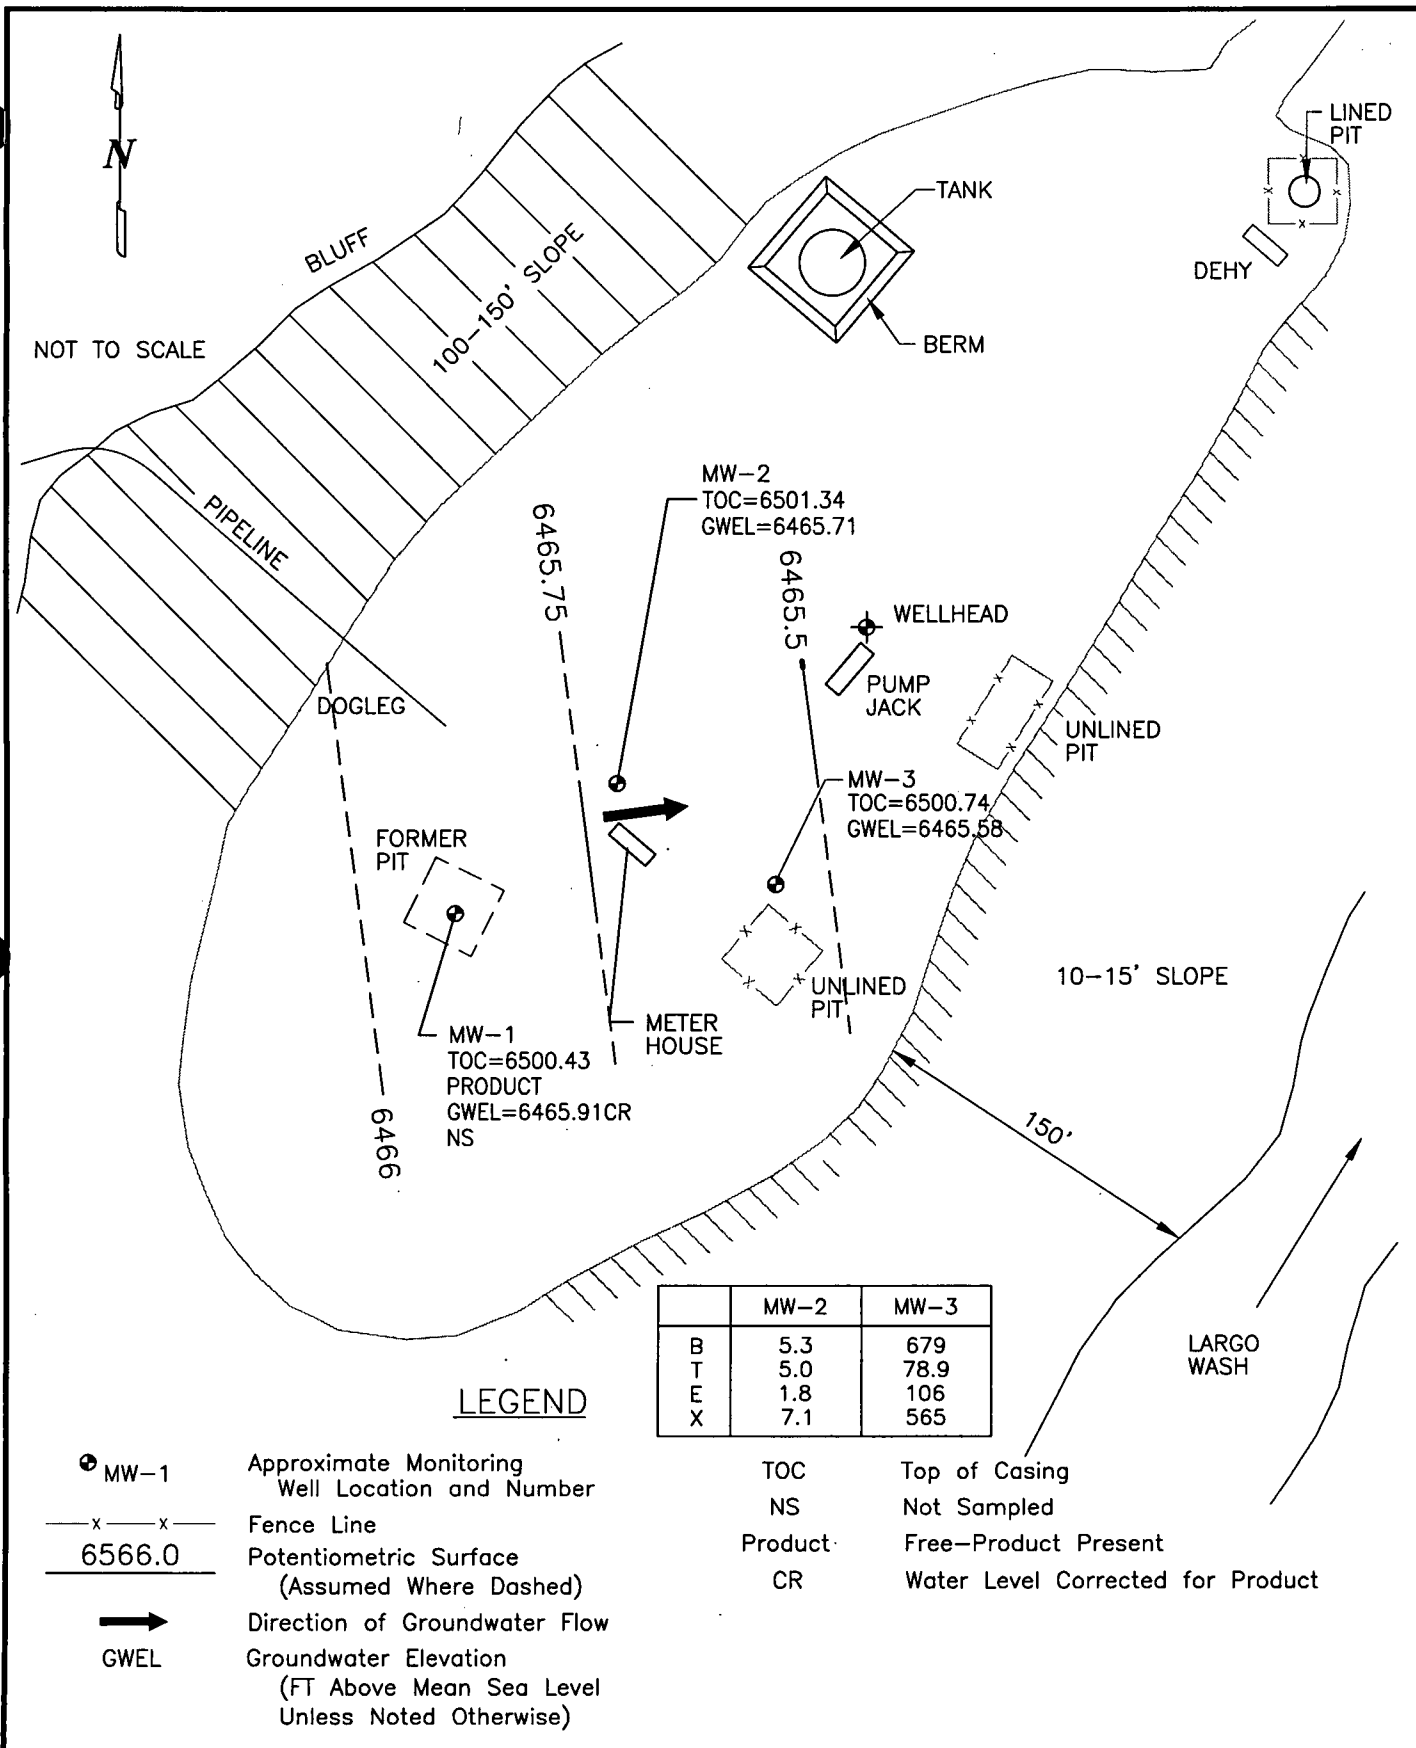 N
LINED
PIT
TANK
DEHY
BERM
BLUFF
100-150' SLOPE
NOT TO SCALE
PIPELINE
MW-2
TOC=6501.34
GWEL=6465.71
6465.75
6465.5
WELLHEAD
PUMP
JACK
DOGLEG
UNLINED
PIT
MW-3
TOC=6500.74
GWEL=6465.58
FORMER
PIT
UNLINED
PIT
10-15' SLOPE
METER
HOUSE
MW-1
TOC=6500.43
PRODUCT
GWEL=6465.91CR
NS
6466
150'
LARGO
WASH
MW-2 MW-3
B 5.3 679
T 5.0 78.9
E 1.8 106
X 7.1 565
LEGEND
MW-1 Approximate Monitoring
Well Location and Number
x x Fence Line
6566.0 Potentiometric Surface
(Assumed Where Dashed)
Direction of Groundwater Flow
GWEL Groundwater Elevation
(FT Above Mean Sea Level
Unless Noted Otherwise)
TOC Top of Casing
NS Not Sampled
Product Free-Product Present
CR Water Level Corrected for Product